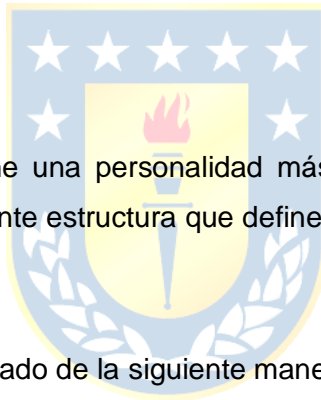 ne una personalidad más
nte estructura que define
ado de la siguiente mane